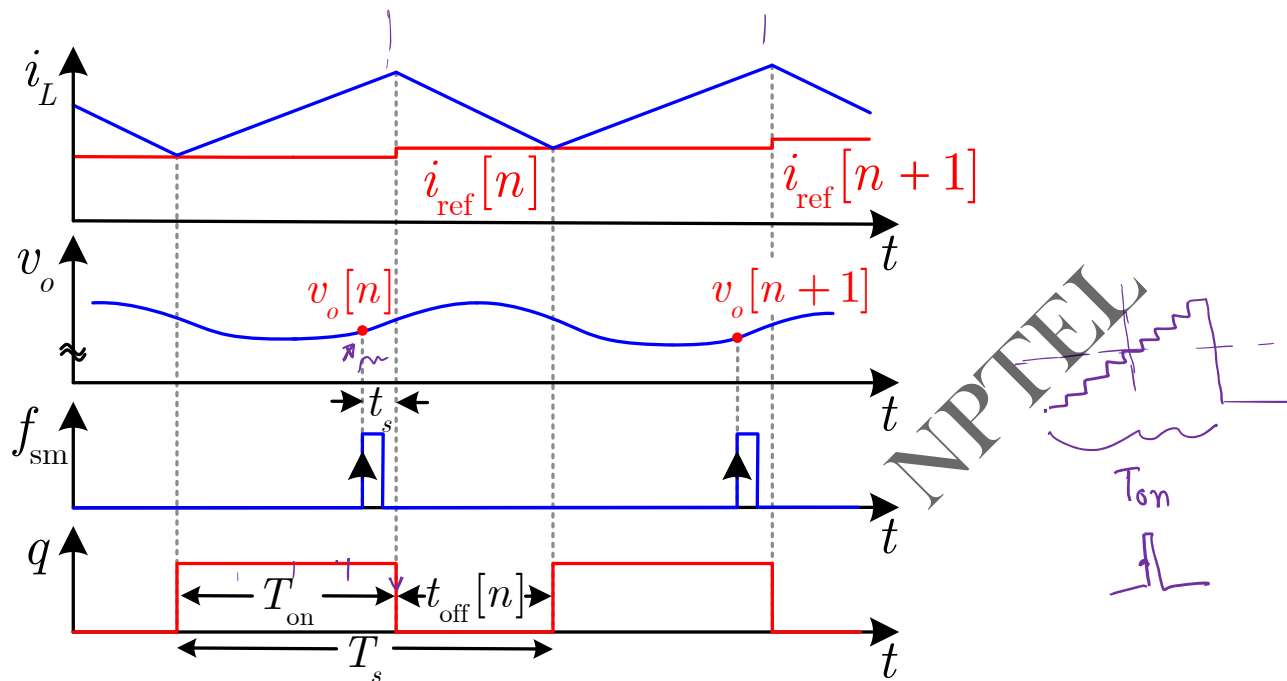 i_L
i_ref[n]
i_ref[n + 1]
t
v_o
v_o[n]
v_o[n + 1]
t
t_s
f_sm
t
q
T_on
t_off[n]
T_s
t
NPTEL
Ton